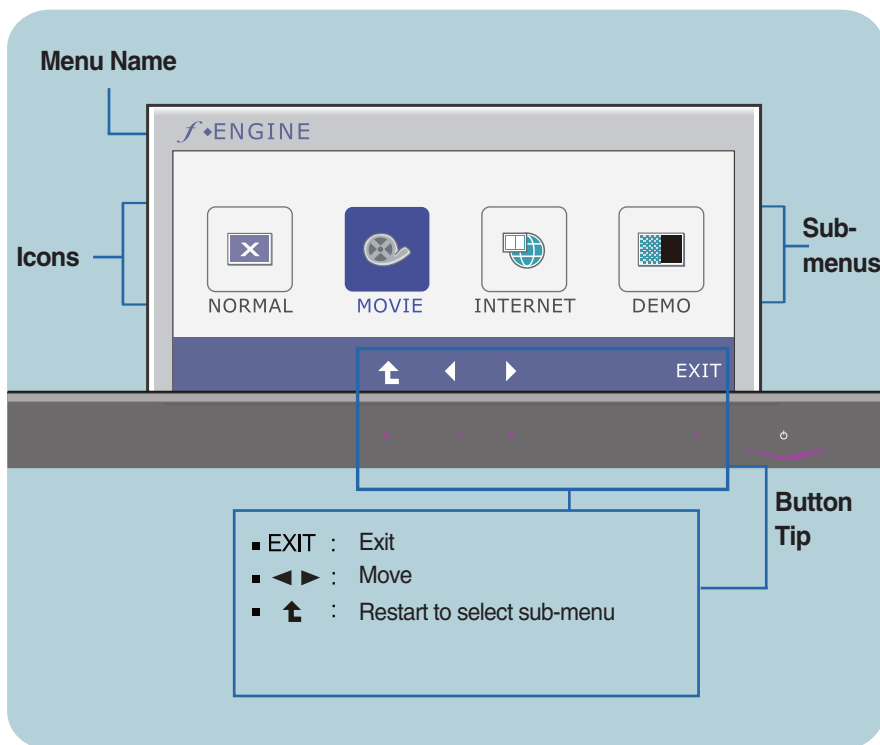 Menu Name
f ENGINE
Icons
Sub-
menus
NORMAL
MOVIE
INTERNET
DEMO
EXIT
Button
Tip
EXIT : Exit
◄ ► : Move
: Restart to select sub-menu